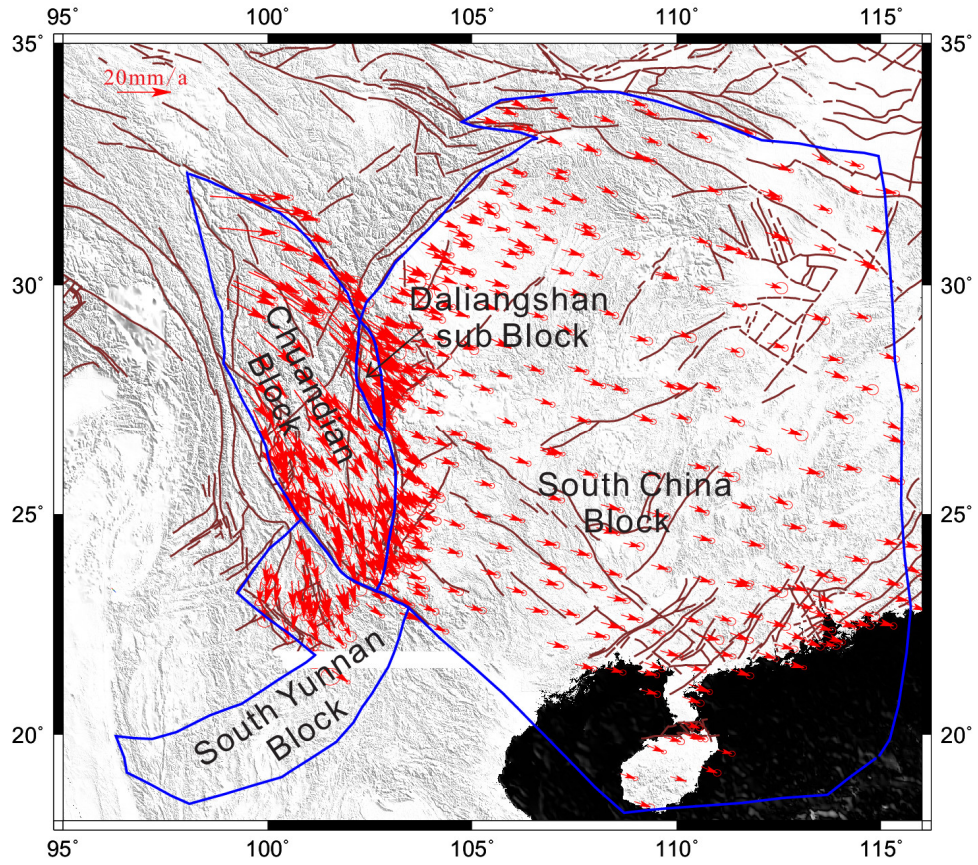 95° 100° 105° 110° 115°
35° 35°
20mm/a
30° 30°
Daliangshan
sub Block
Chuandian
Block
South China
Block
25° 25°
South Yunnan
Block
20° 20°
95° 100° 105° 110° 115°